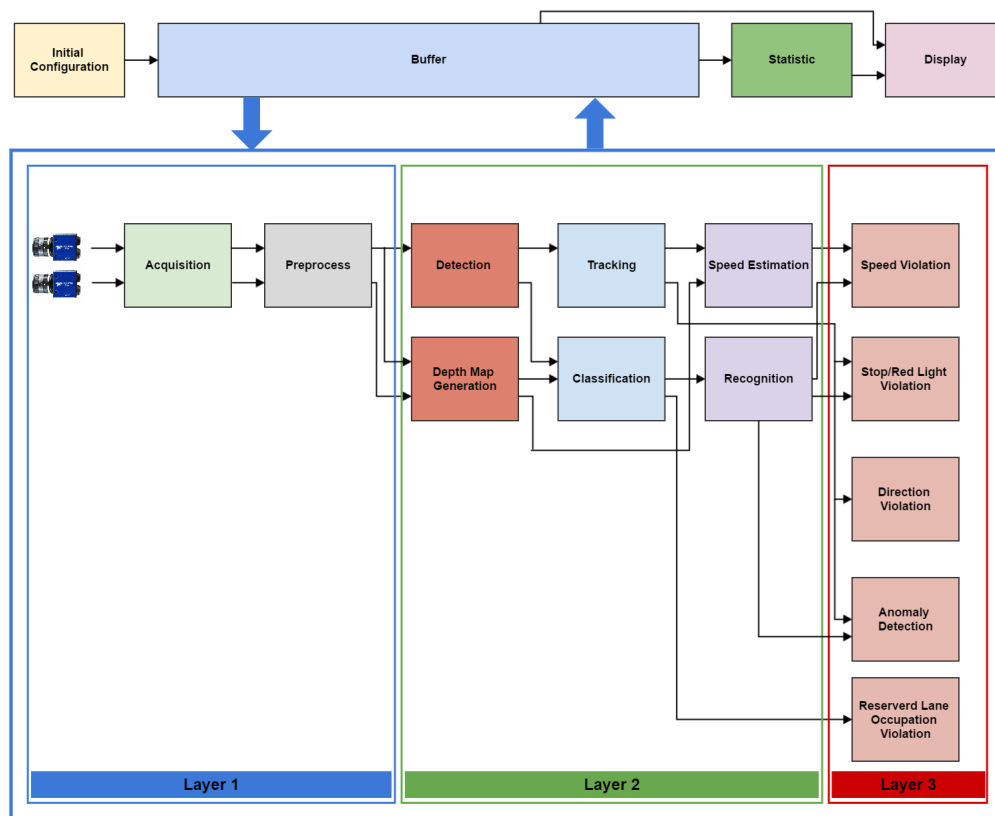 Initial
Configuration
Buffer
Statistic
Display
Acquisition
Preprocess
Detection
Tracking
Speed Estimation
Speed Violation
Depth Map
Generation
Classification
Recognition
Stop/Red Light
Violation
Direction
Violation
Anomaly
Detection
Reserverd Lane
Occupation
Violation
Layer 1
Layer 2
Layer 3